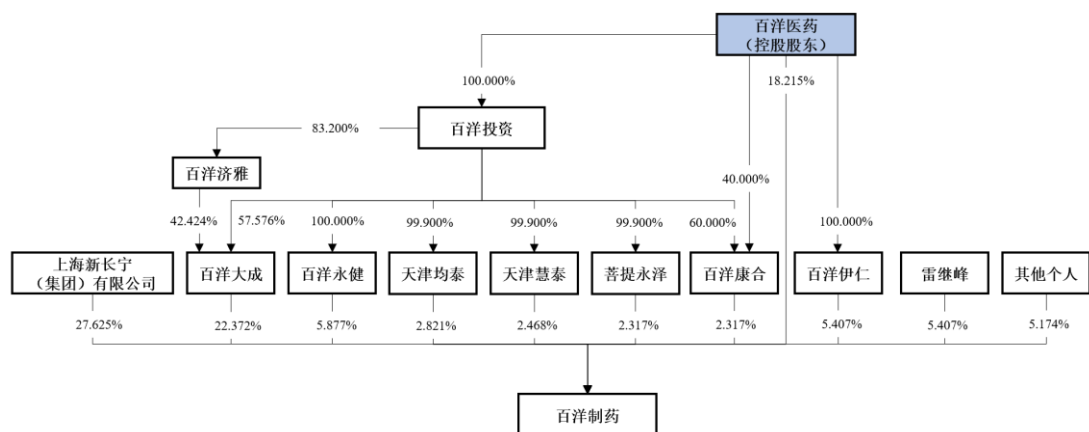 百洋医药
（控股股东）
100.000%
18.215%
百洋投资
83.200%
百洋济雅
40.000%
42.424%
57.576%
100.000%
99.900%
99.900%
99.900%
60.000%
100.000%
上海新长宁
（集团）有限公司
百洋大成
百洋永健
天津均泰
天津慧泰
菩提永泽
百洋康合
百洋伊仁
雷继峰
其他个人
27.625%
22.372%
5.877%
2.821%
2.468%
2.317%
2.317%
5.407%
5.407%
5.174%
百洋制药